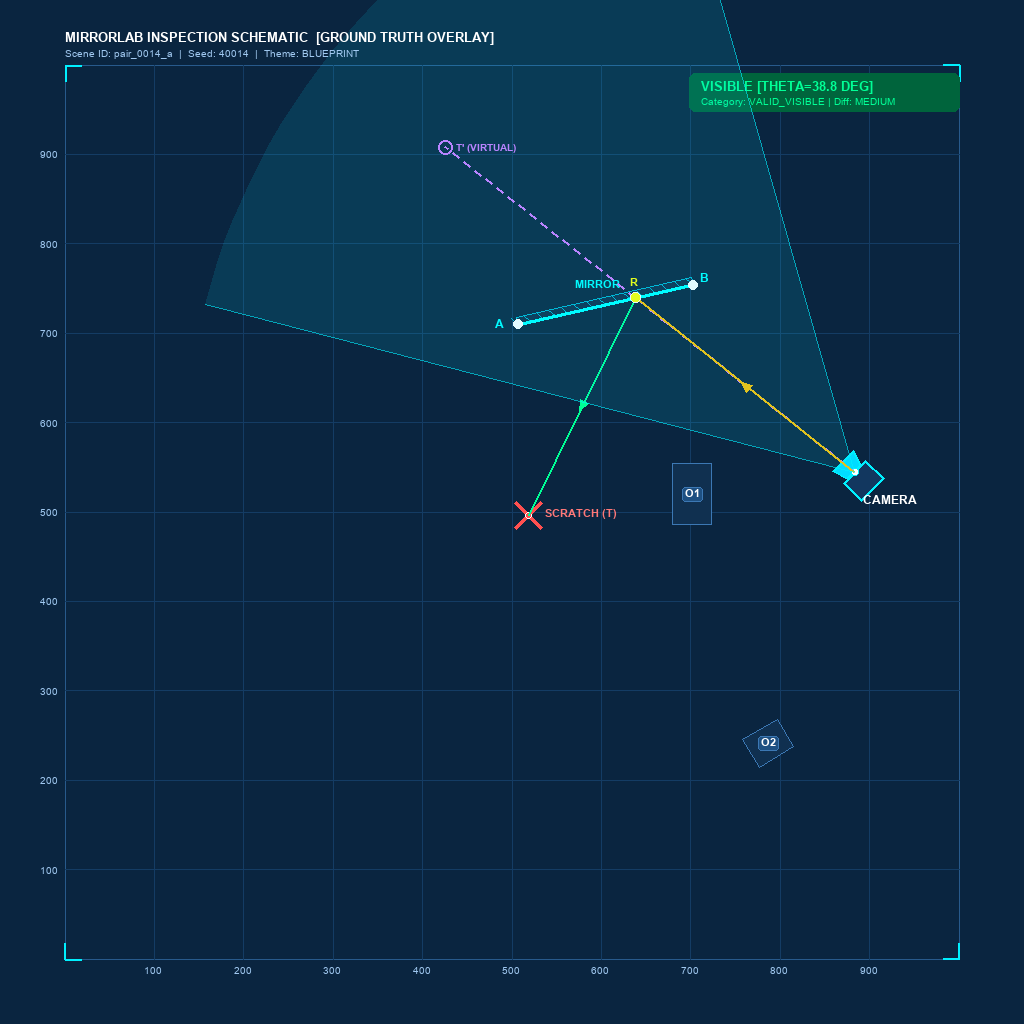 MIRRORLAB INSPECTION SCHEMATIC [GROUND TRUTH OVERLAY]
Scene ID: pair_0014_a | Seed: 40014 | Theme: BLUEPRINT
VISIBLE [THETA=38.8 DEG]
Category: VALID_VISIBLE | Diff: MEDIUM
T' (VIRTUAL)
MIRROR
R
B
A
O1
CAMERA
SCRATCH (T)
O2
900
800
700
600
500
400
300
200
100
100 200 300 400 500 600 700 800 900